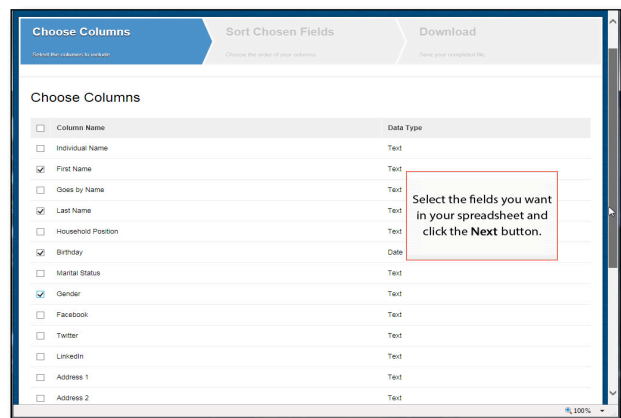 Choose Columns
Select the columns to include
Sort Chosen Fields
Choose the order of your columns
Download
Save your completed file
Choose Columns
Column Name Data Type
Individual Name Text
First Name Text
Goes by Name Text
Last Name Text
Household Position Text
Birthday Date
Marital Status Text
Gender Text
Facebook Text
Twitter Text
LinkedIn Text
Address 1 Text
Address 2 Text
Select the fields you want
in your spreadsheet and
click the Next button.
100%